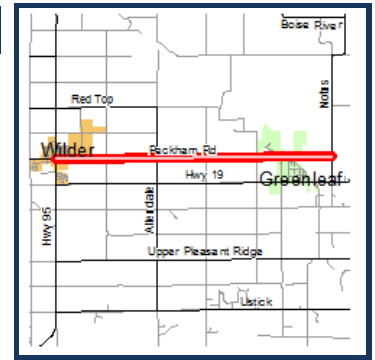 Boise River
Notus
Red Top
Wilder
Peckham Rd
Hwy 19
Greenleaf
Allendale
Hwy 95
Upper Pleasant Ridge
Ustick